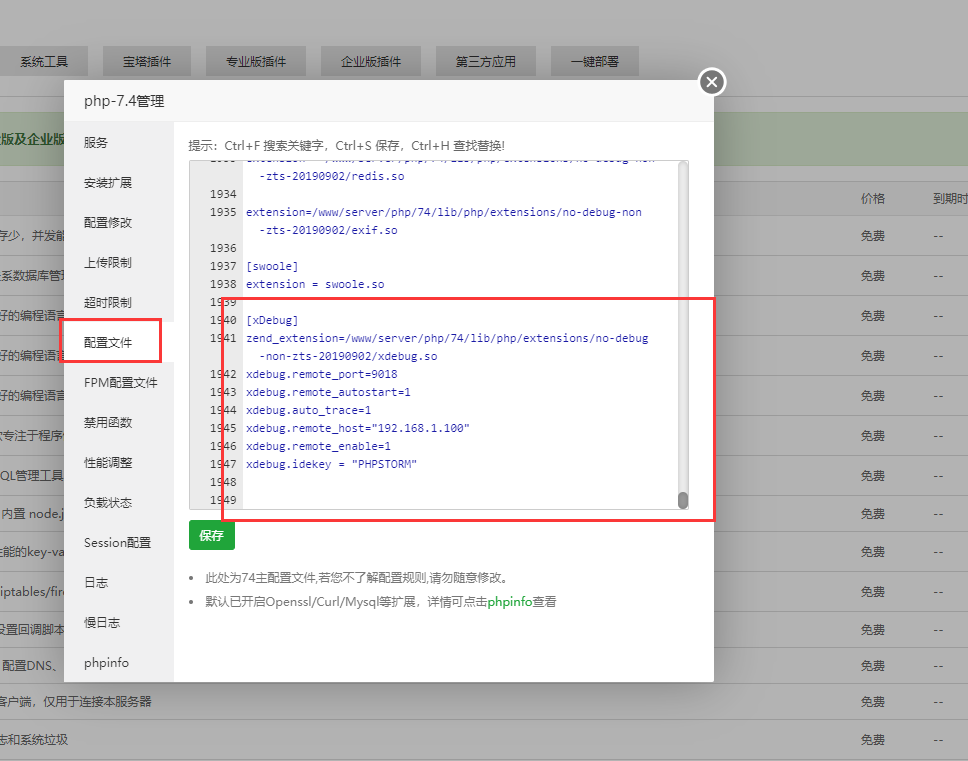 系统工具
宝塔插件
专业版插件
企业版插件
第三方应用
一键部署
php-7.4管理
版及企业版
服务
安装扩展
配置修改
上传限制
超时限制
配置文件
FPM配置文件
禁用函数
性能调整
负载状态
Session配置
日志
慢日志
phpinfo
提示：Ctrl+F 搜索关键字，Ctrl+S 保存，Ctrl+H 查找替换!
-zts-20190902/redis.so
1934
1935 extension=/www/server/php/74/lib/php/extensions/no-debug-non
-zts-20190902/exif.so
1936
1937 [swoole]
1938 extension = swoole.so
1939
1940 [xDebug]
1941 zend_extension=/www/server/php/74/lib/php/extensions/no-debug
-non-zts-20190902/xdebug.so
1942 xdebug.remote_port=9018
1943 xdebug.remote_autostart=1
1944 xdebug.auto_trace=1
1945 xdebug.remote_host="192.168.1.100"
1946 xdebug.remote_enable=1
1947 xdebug.idekey = "PHPSTORM"
1948
1949
保存
此处为74主配置文件,若您不了解配置规则,请勿随意修改。
默认已开启Openssl/Curl/Mysql等扩展，详情可点击phpinfo查看
价格 到期时
存少，并发能 免费 --
系数据库管 免费 --
好的编程语言 免费 --
好的编程语言 免费 --
好的编程语言 免费 --
专注于程序 免费 --
QL管理工具 免费 --
内置 node.j 免费 --
性能的key-va 免费 --
iptables/fire 免费 --
设置回调脚本 免费 --
配置DNS、 免费 --
客户端，仅用于连接本服务器 免费 --
志和系统垃圾 免费 --